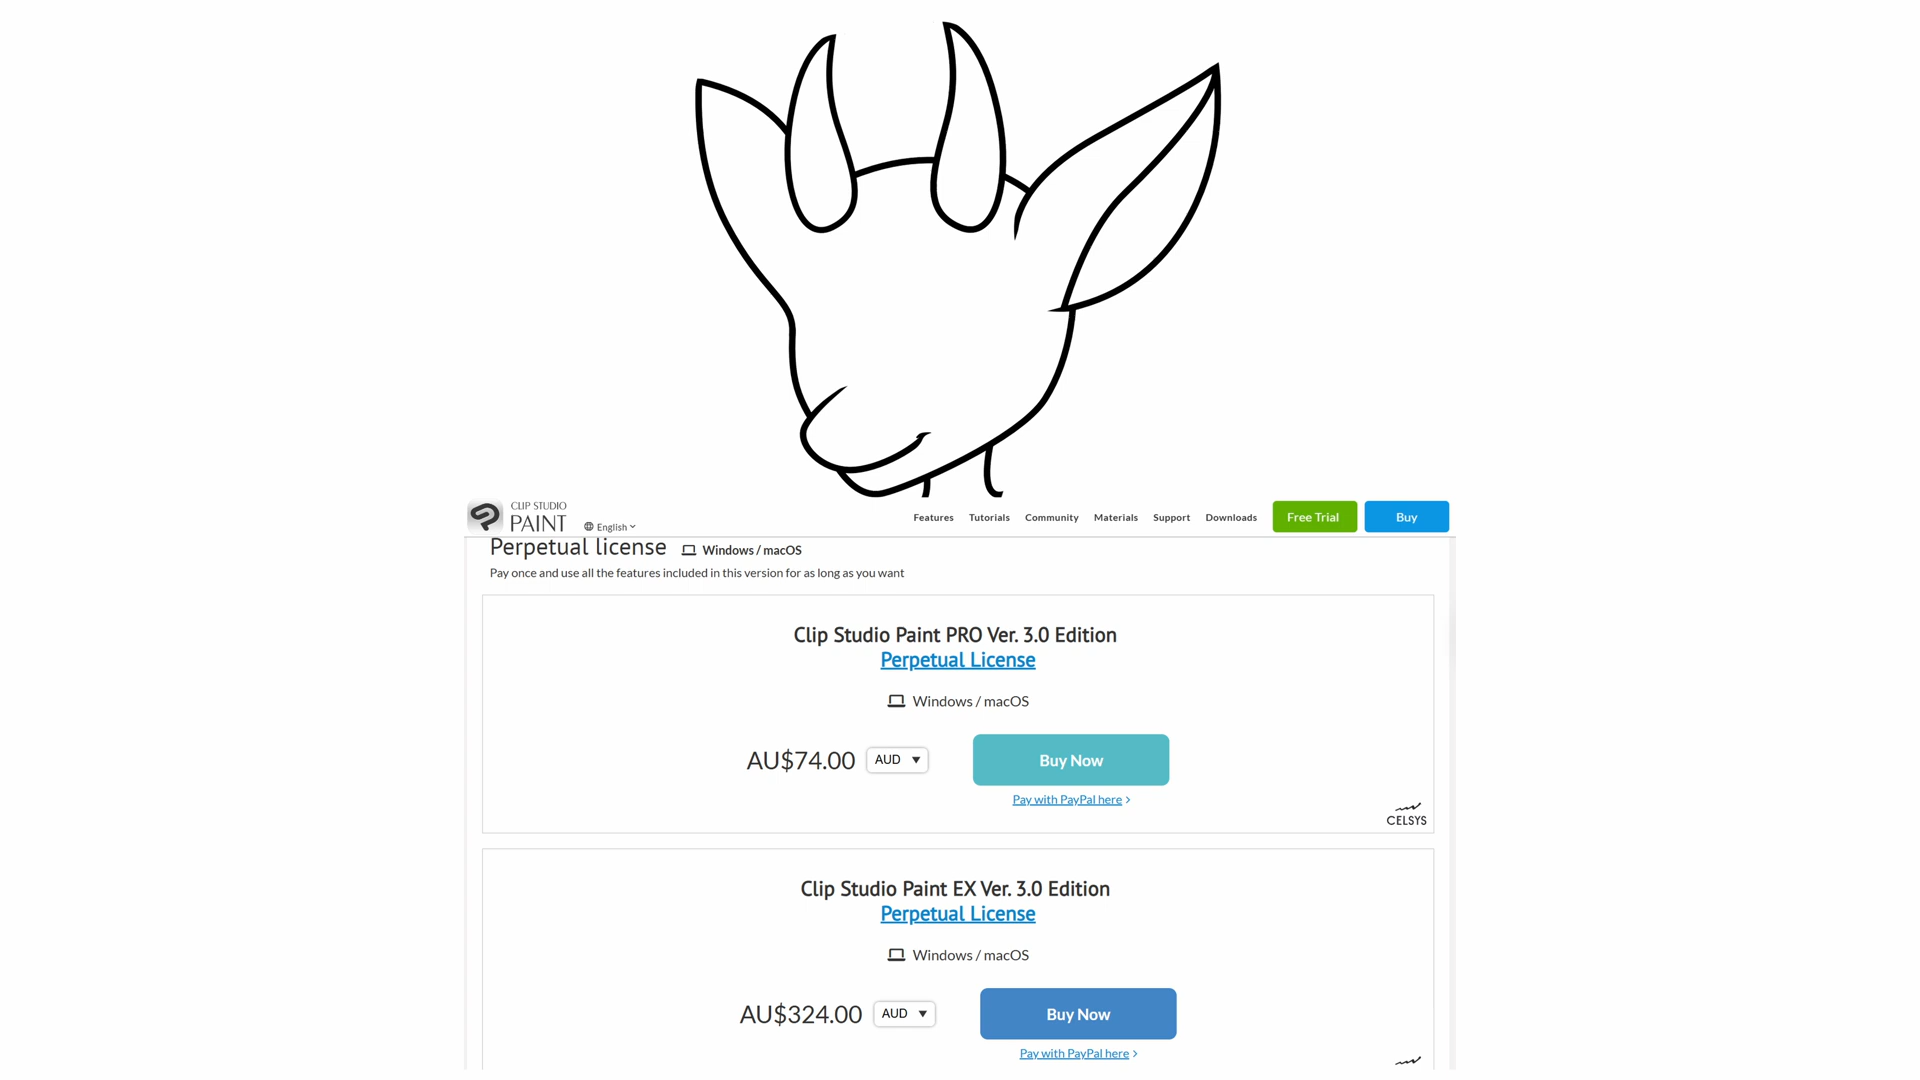 CLIP STUDIO
PAINT
English
Features Tutorials Community Materials Support Downloads Free Trial Buy
Perpetual license Windows / macOS
Pay once and use all the features included in this version for as long as you want
Clip Studio Paint PRO Ver. 3.0 Edition
Perpetual License
Windows / macOS
AU$74.00 AUD Buy Now
Pay with PayPal here
CELSYS
Clip Studio Paint EX Ver. 3.0 Edition
Perpetual License
Windows / macOS
AU$324.00 AUD Buy Now
Pay with PayPal here